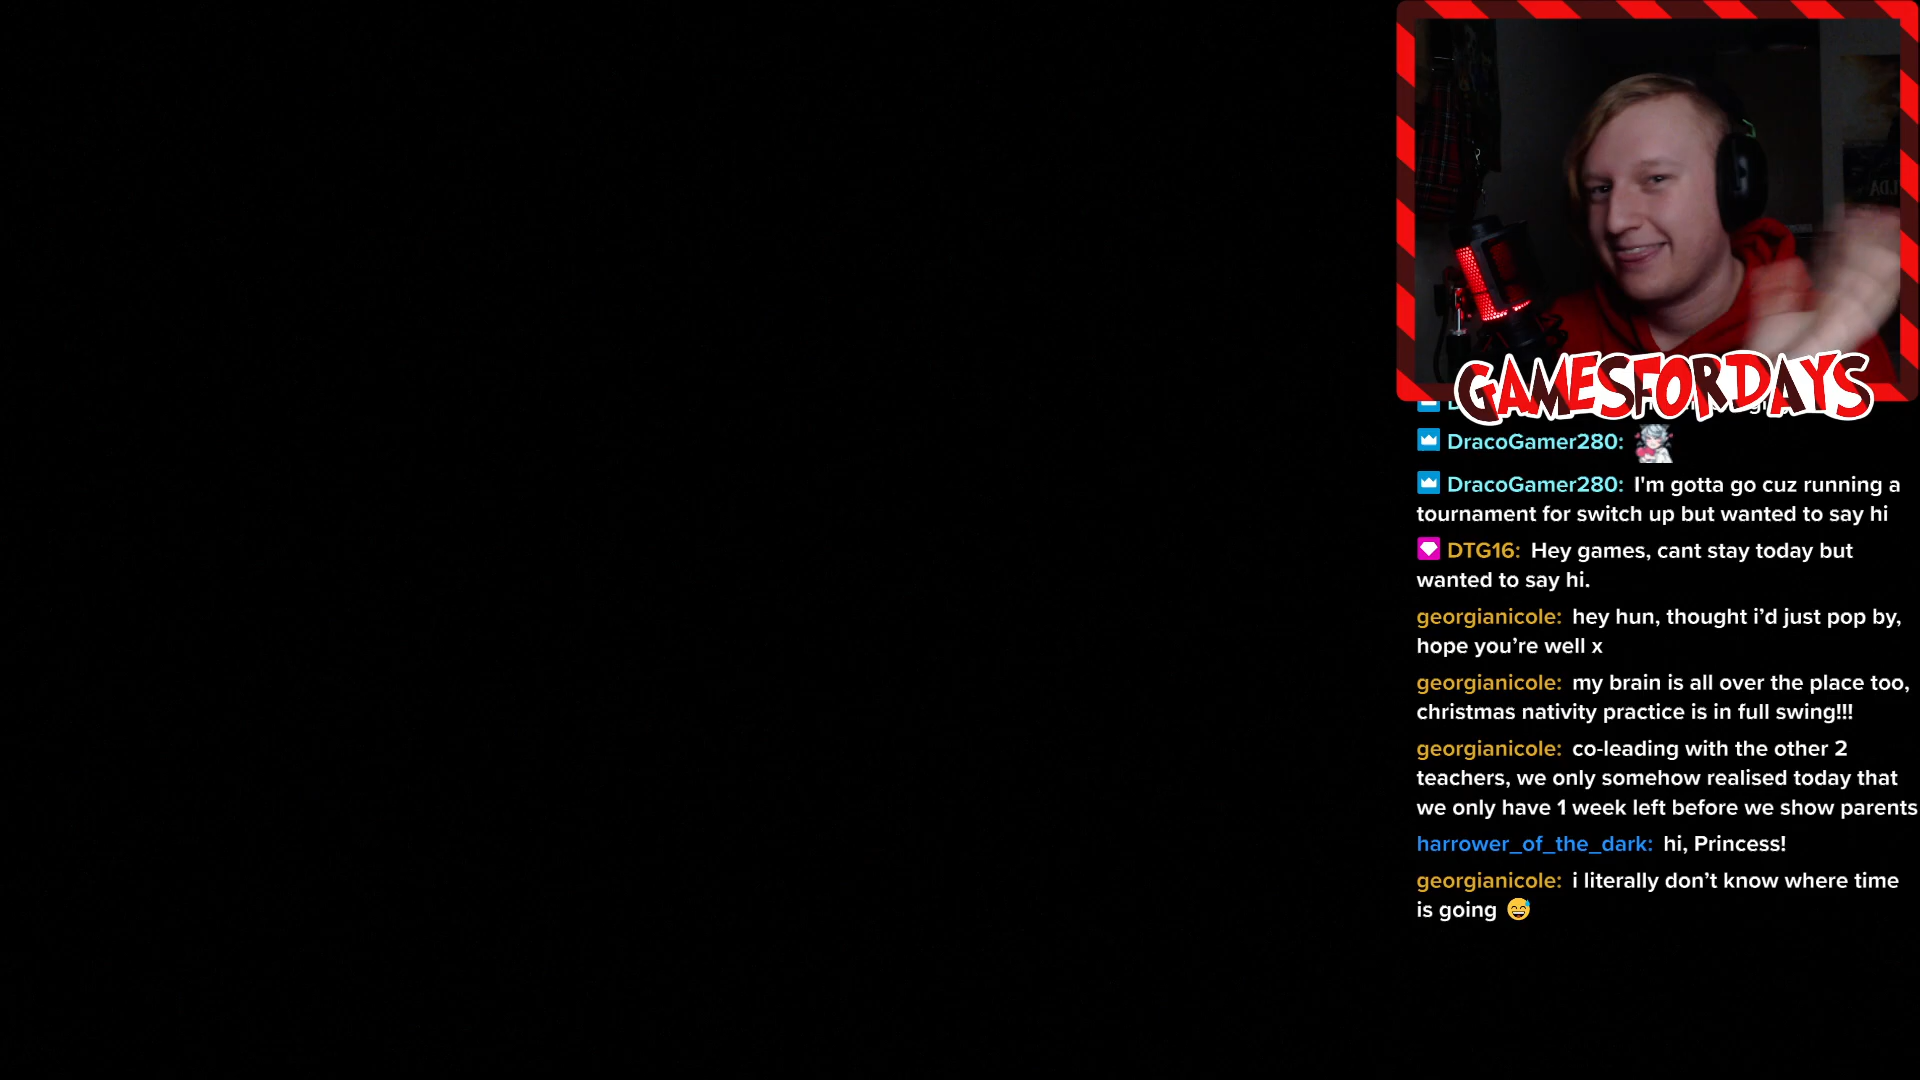 GAMESFORDAYS
DracoGamer280:
DracoGamer280: I'm gotta go cuz running a
tournament for switch up but wanted to say hi
DTG16: Hey games, cant stay today but
wanted to say hi.
georgianicole: hey hun, thought i’d just pop by,
hope you’re well x
georgianicole: my brain is all over the place too,
christmas nativity practice is in full swing!!!
georgianicole: co-leading with the other 2
teachers, we only somehow realised today that
we only have 1 week left before we show parents
harrower_of_the_dark: hi, Princess!
georgianicole: i literally don’t know where time
is going 😅